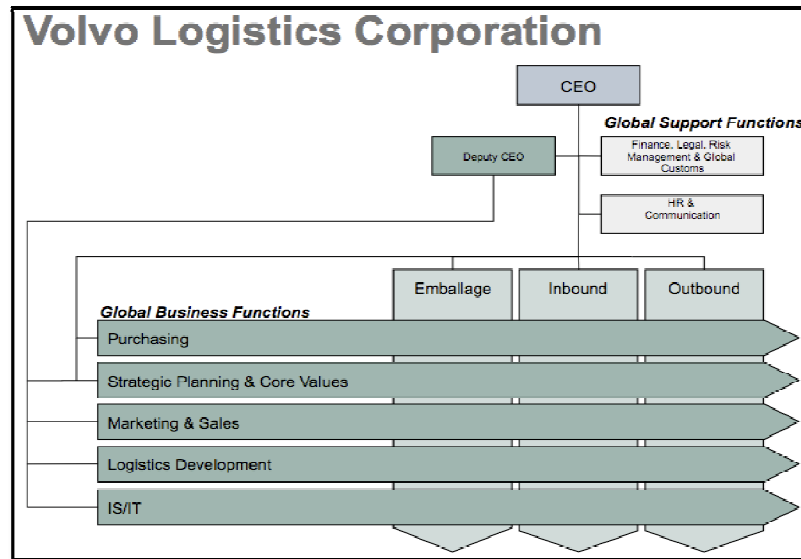 Volvo Logistics Corporation
CEO
Global Support Functions
Deputy CEO
Finance, Legal, Risk
Management & Global
Customs
HR &
Communication
Emballage
Inbound
Outbound
Global Business Functions
Purchasing
Strategic Planning & Core Values
Marketing & Sales
Logistics Development
IS/IT